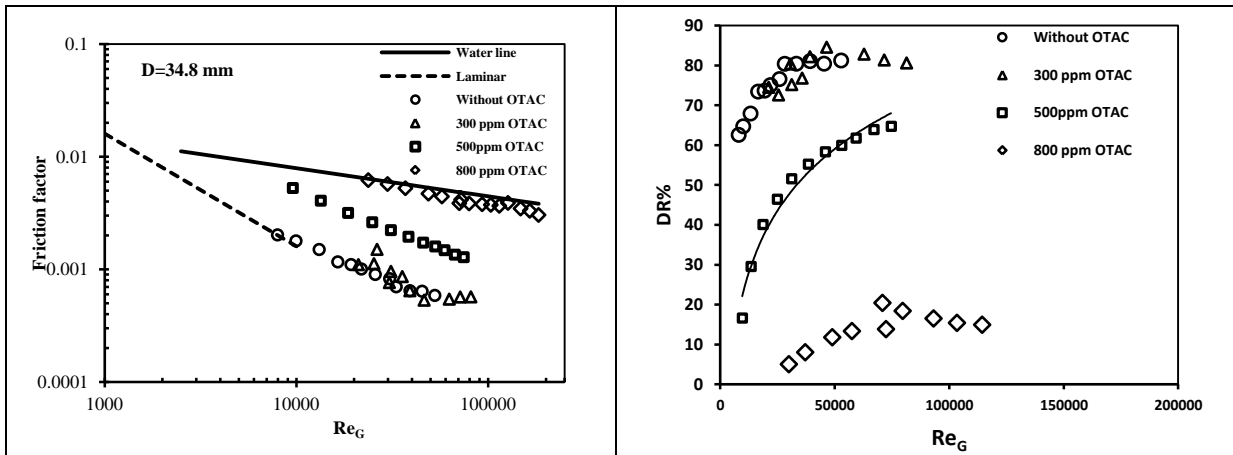 0.1
D=34.8 mm
Water line
Laminar
Without OTAC
300 ppm OTAC
500ppm OTAC
800 ppm OTAC
0.01
0.001
0.0001
Friction factor
1000
10000
100000
Re_G
90
80
70
60
50
40
30
20
10
0
DR%
Without OTAC
300 ppm OTAC
500ppm OTAC
800 ppm OTAC
0
50000
100000
150000
200000
Re_G